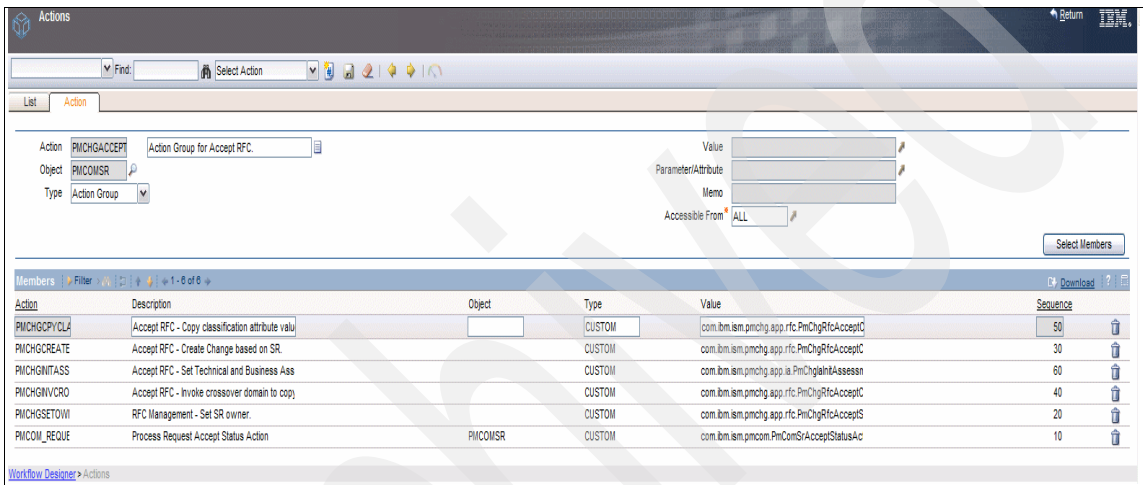 Actions
Return IBM.
Find: Select Action
List Action
Action PMCHGACCEPT Action Group for Accept RFC. Value
Object PMCOMSR Parameter/Attribute
Type Action Group Memo
Accessible From * ALL
Select Members
Members Filter 1 - 6 of 6 Download ?
Action Description Object Type Value Sequence
PMCHGCPYCLA Accept RFC - Copy classification attribute valu CUSTOM com.ibm.ism.pmchg.app.rfc.PmChgRfcAcceptC 50
PMCHGCREATE Accept RFC - Create Change based on SR. CUSTOM com.ibm.ism.pmchg.app.rfc.PmChgRfcAcceptC 30
PMCHGINITASS Accept RFC - Set Technical and Business Ass CUSTOM com.ibm.ism.pmchg.app.ia.PmChgIaInitAssessn 60
PMCHGINVCRO Accept RFC - Invoke crossover domain to copy CUSTOM com.ibm.ism.pmchg.app.rfc.PmChgRfcAcceptC 40
PMCHGSETOWI RFC Management - Set SR owner. CUSTOM com.ibm.ism.pmchg.app.rfc.PmChgRfcAcceptS 20
PMCOM_REQUE Process Request Accept Status Action PMCOMSR CUSTOM com.ibm.ism.pmcom.PmComSrAcceptStatusAc 10
Workflow Designer > Actions